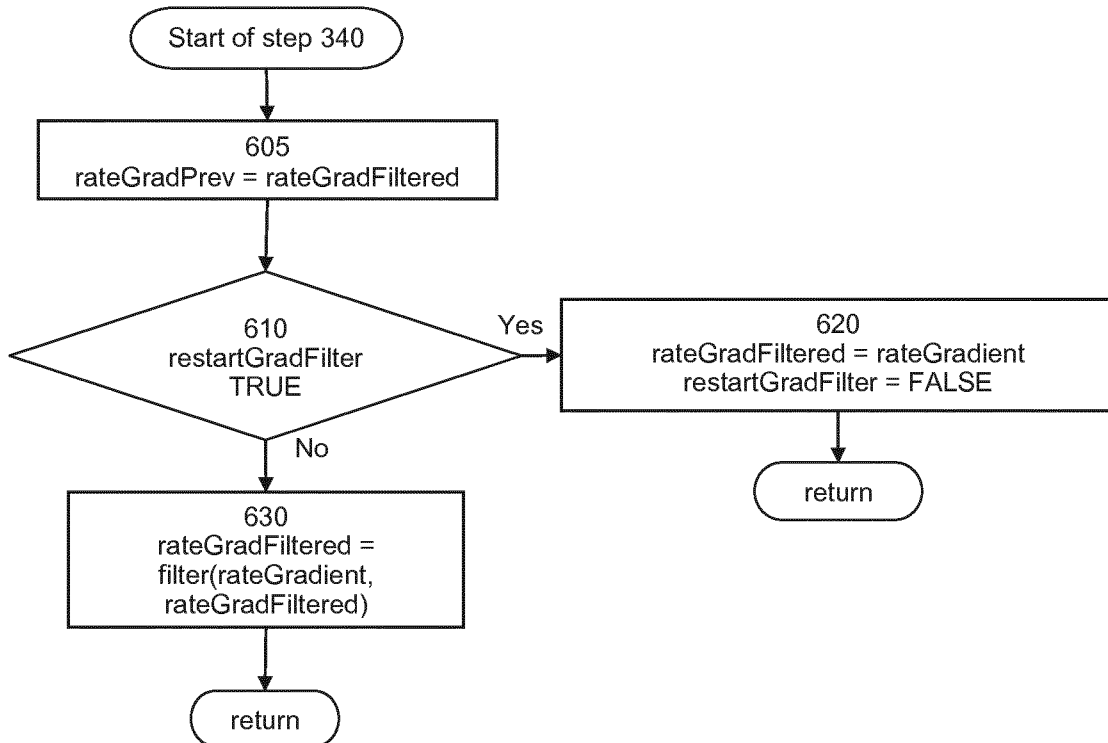 Start of step 340
605
rateGradPrev = rateGradFiltered
610
restartGradFilter
TRUE
Yes
620
rateGradFiltered = rateGradient
restartGradFilter = FALSE
return
No
630
rateGradFiltered =
filter(rateGradient,
rateGradFiltered)
return